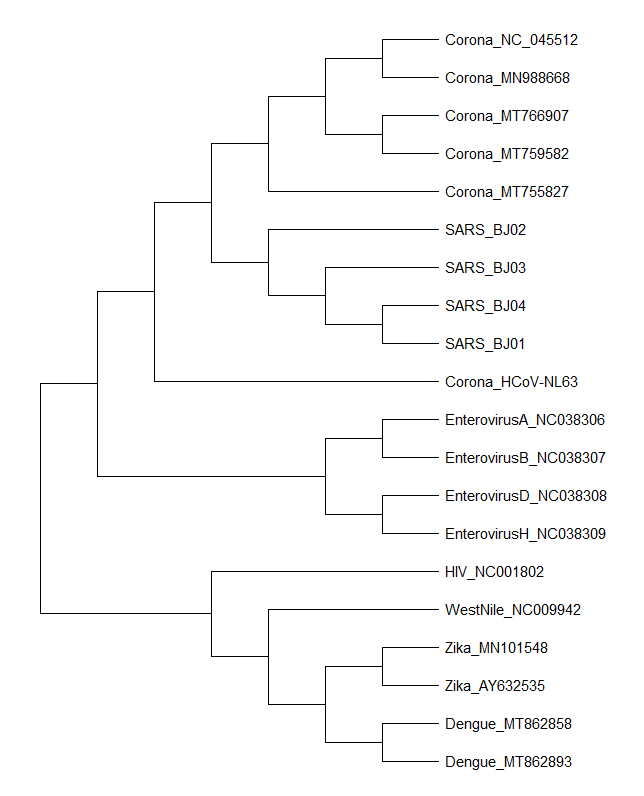 Corona_NC_045512
Corona_MN988668
Corona_MT766907
Corona_MT759582
Corona_MT755827
SARS_BJ02
SARS_BJ03
SARS_BJ04
SARS_BJ01
Corona_HCoV-NL63
EnterovirusA_NC038306
EnterovirusB_NC038307
EnterovirusD_NC038308
EnterovirusH_NC038309
HIV_NC001802
WestNile_NC009942
Zika_MN101548
Zika_AY632535
Dengue_MT862858
Dengue_MT862893